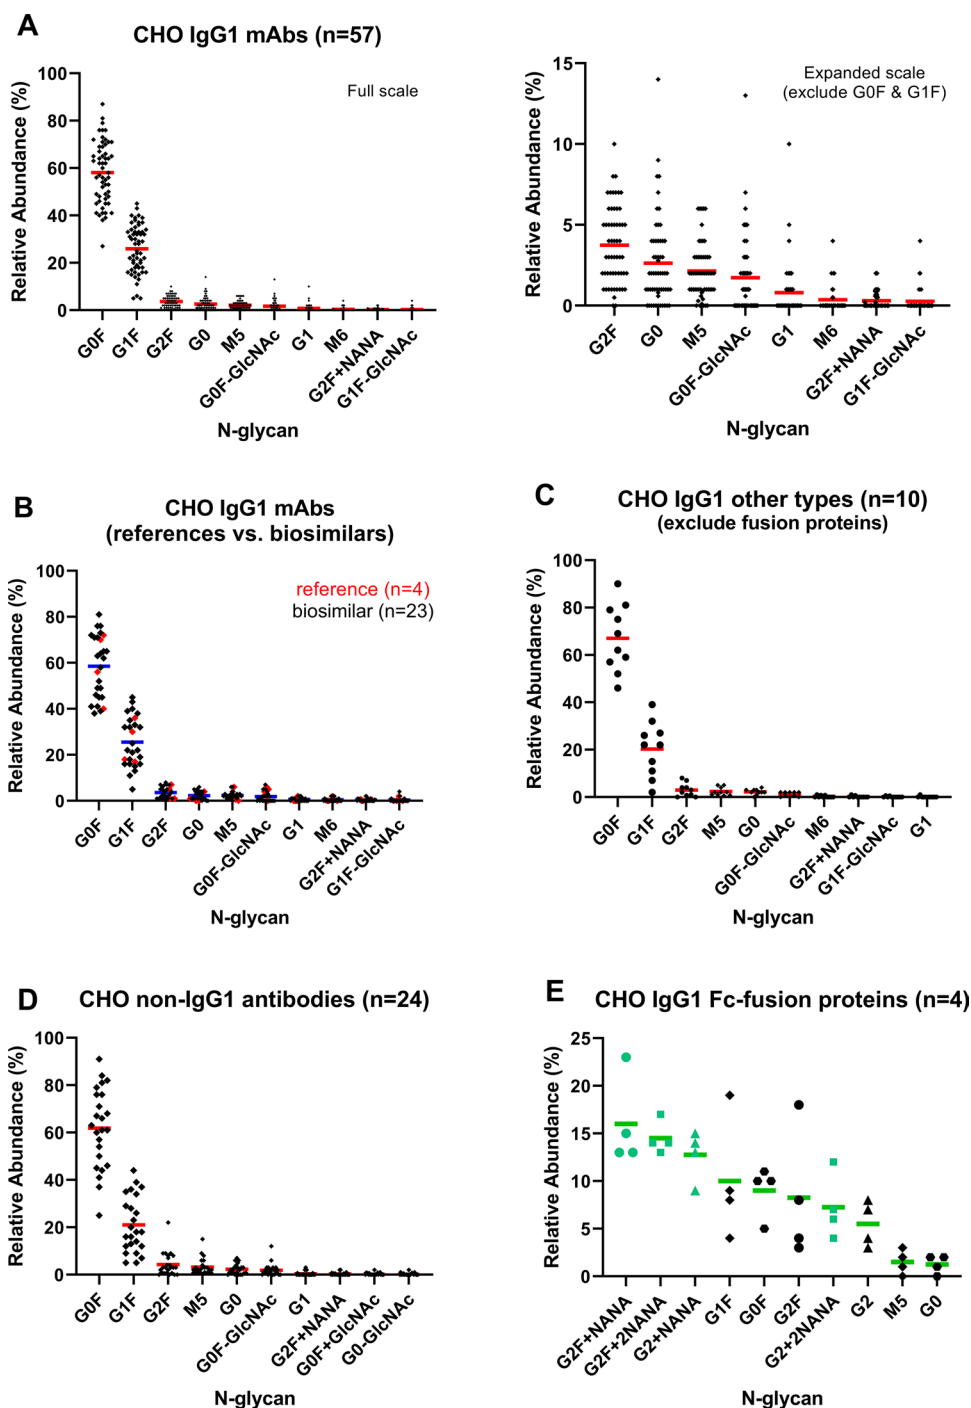 A
CHO IgG1 mAbs (n=57)
Full scale
Relative Abundance (%)
100
80
60
40
20
0
G0F
G1F
G2F
G0
M5
G0F-GlcNAc
G1
M6
G2F+NANA
G1F-GlcNAc
N-glycan
Expanded scale
(exclude G0F & G1F)
Relative Abundance (%)
15
10
5
0
G2F
G0
M5
G0F-GlcNAc
G1
M6
G2F+NANA
G1F-GlcNAc
N-glycan
B
CHO IgG1 mAbs
(references vs. biosimilars)
reference (n=4)
biosimilar (n=23)
Relative Abundance (%)
100
80
60
40
20
0
G0F
G1F
G2F
G0
M5
G0F-GlcNAc
G1
M6
G2F+NANA
G1F-GlcNAc
N-glycan
C
CHO IgG1 other types (n=10)
(exclude fusion proteins)
Relative Abundance (%)
100
80
60
40
20
0
G0F
G1F
G2F
M5
G0
G0F-GlcNAc
M6
G2F+NANA
G1F-GlcNAc
G1
N-glycan
D
CHO non-IgG1 antibodies (n=24)
Relative Abundance (%)
100
80
60
40
20
0
G0F
G1F
G2F
M5
G0
G0F-GlcNAc
G1
G2F+NANA
G0F+GlcNAc
G0-GlcNAc
N-glycan
E
CHO IgG1 Fc-fusion proteins (n=4)
Relative Abundance (%)
25
20
15
10
5
0
G2F+NANA
G2F+2NANA
G2+NANA
G1F
G0F
G2F
G2+2NANA
G2
M5
G0
N-glycan